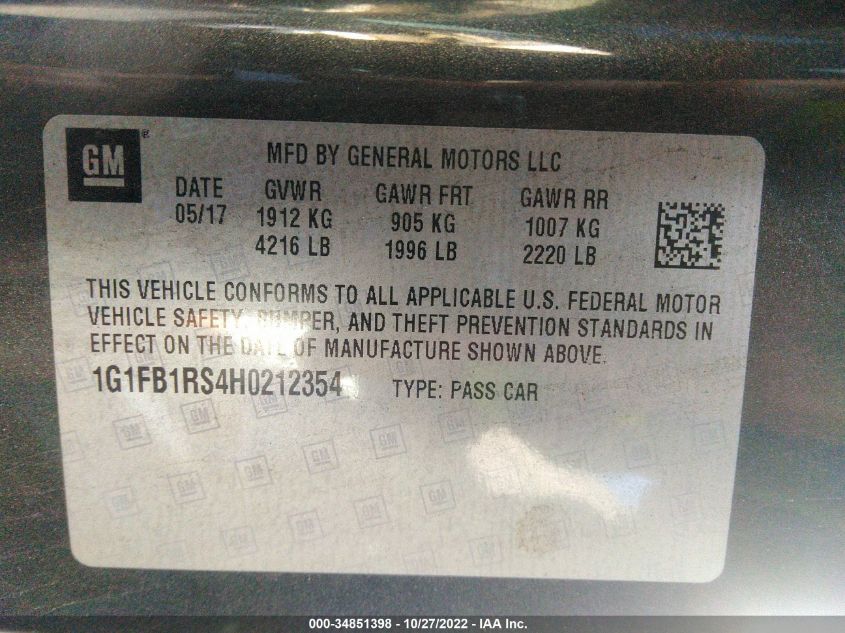 GM ®
MFD BY GENERAL MOTORS LLC
DATE GVWR GAWR FRT GAWR RR
05/17 1912 KG 905 KG 1007 KG
4216 LB 1996 LB 2220 LB
THIS VEHICLE CONFORMS TO ALL APPLICABLE U.S. FEDERAL MOTOR
VEHICLE SAFETY, BUMPER, AND THEFT PREVENTION STANDARDS IN
EFFECT ON THE DATE OF MANUFACTURE SHOWN ABOVE.
1G1FB1RS4H0212354 TYPE: PASS CAR
000-34851398 - 10/27/2022 - IAA Inc.